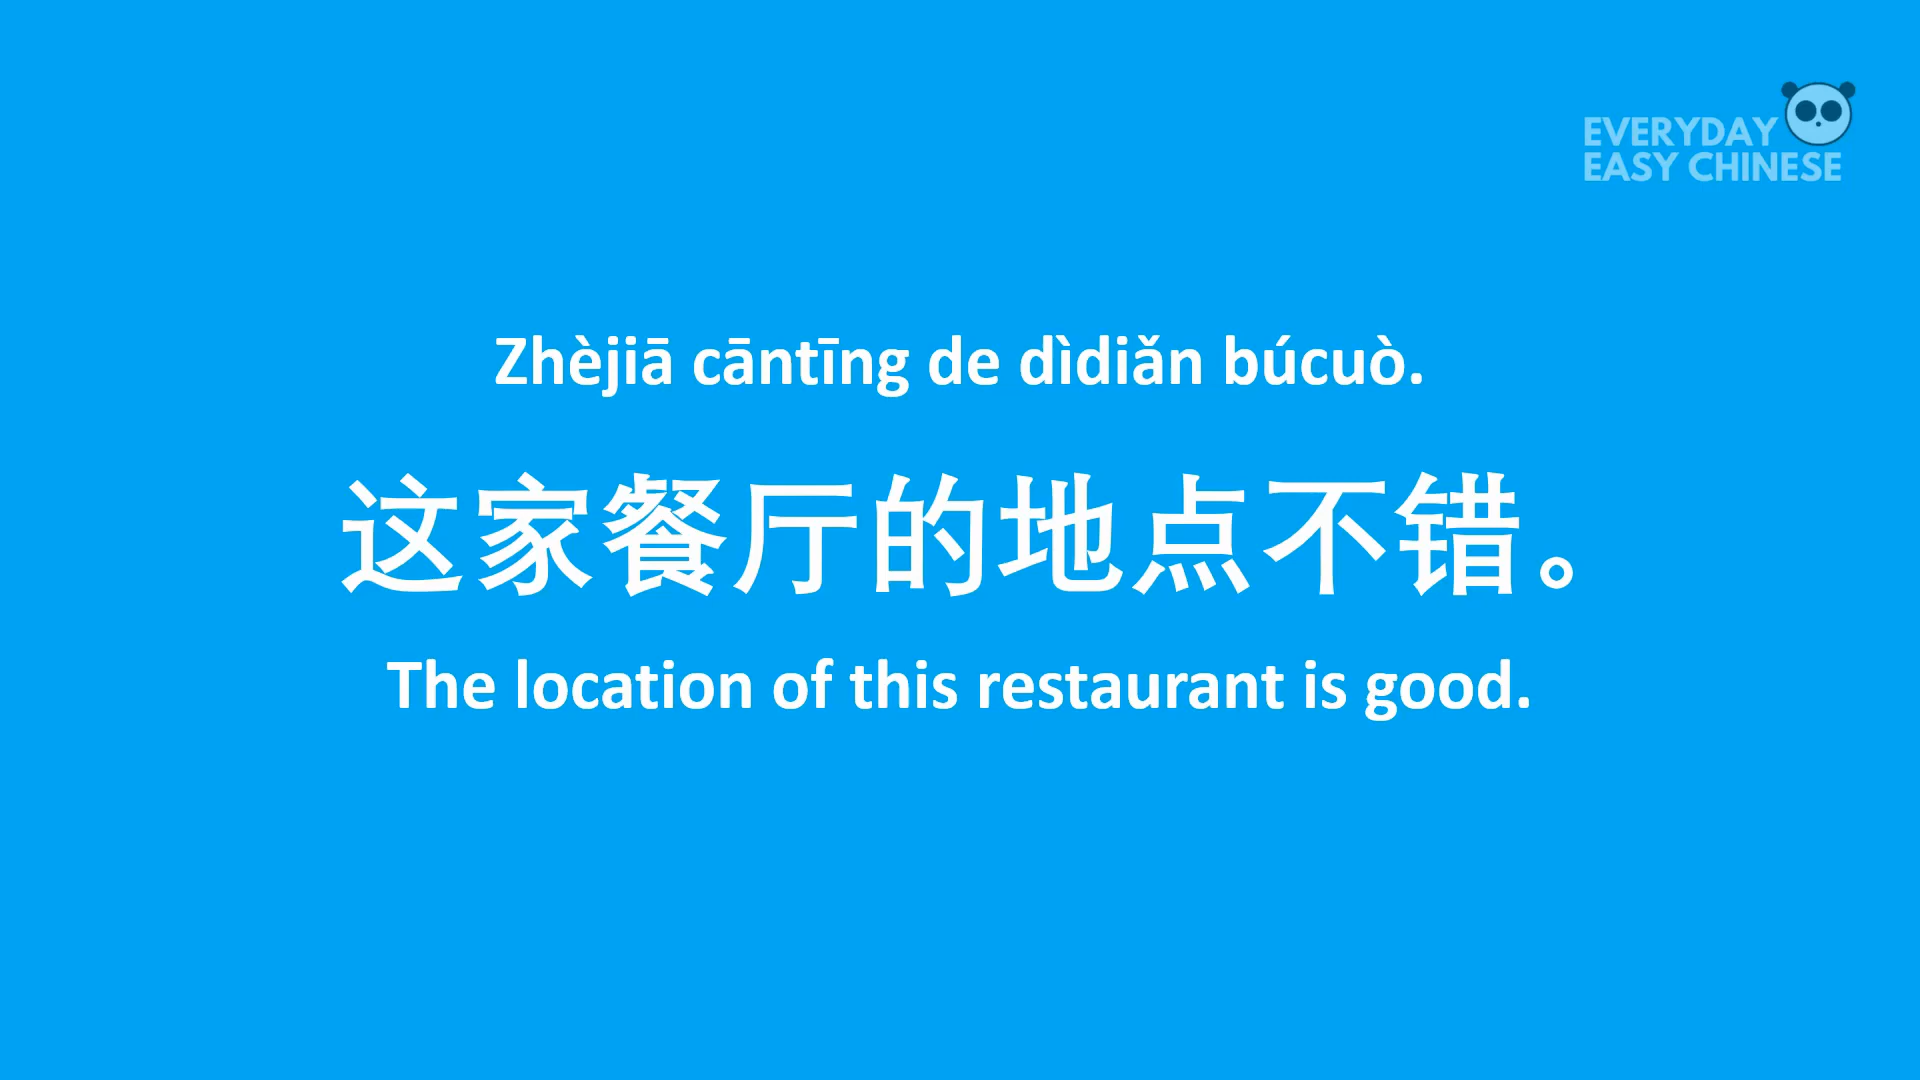 EVERYDAY
EASY CHINESE
Zhèjiā cāntīng de dìdiǎn búcuò.
这家餐厅的地点不错。
The location of this restaurant is good.